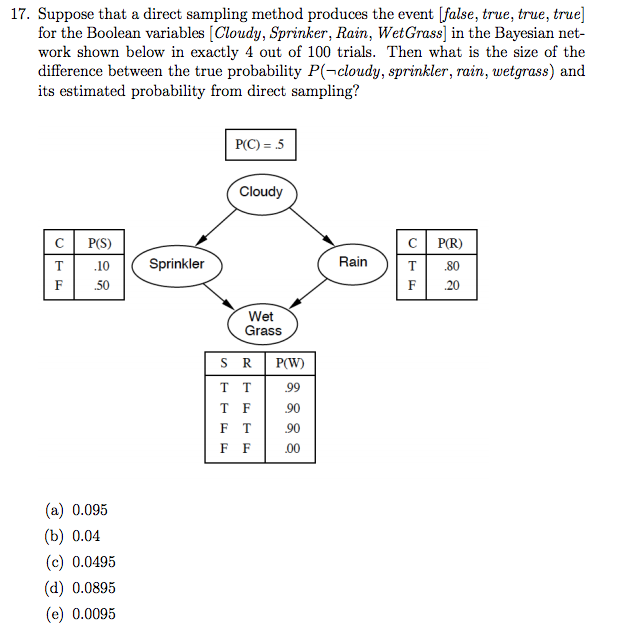 17. Suppose that a direct sampling method produces the event [false, true, true, true]
for the Boolean variables [Cloudy, Sprinker, Rain, WetGrass] in the Bayesian net-
work shown below in exactly 4 out of 100 trials. Then what is the size of the
difference between the true probability P(¬cloudy, sprinkler, rain, wetgrass) and
its estimated probability from direct sampling?
P(C) = .5
Cloudy
C P(S)
T .10
F .50
Sprinkler
Rain
C P(R)
T .80
F .20
Wet
Grass
S R P(W)
T T .99
T F .90
F T .90
F F .00
(a) 0.095
(b) 0.04
(c) 0.0495
(d) 0.0895
(e) 0.0095